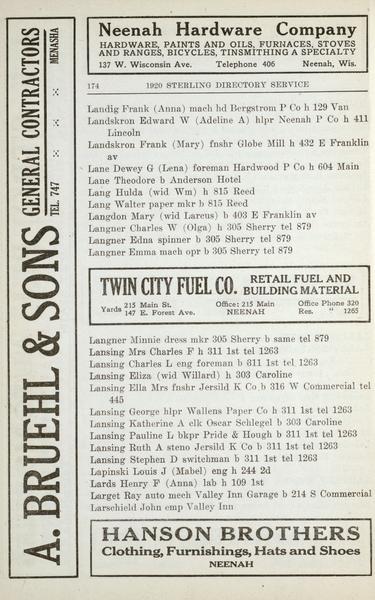 A. BRUEHL & SONS
GENERAL CONTRACTORS
TEL. 747 MENASHA
Neenah Hardware Company
HARDWARE, PAINTS AND OILS, FURNACES, STOVES
AND RANGES, BICYCLES, TINSMITHING A SPECIALTY
137 W. Wisconsin Ave. Telephone 406 Neenah, Wis.
174 1920 STERLING DIRECTORY SERVICE
Landig Frank (Anna) mach hd Bergstrom P Co h 129 Van
Landskron Edward W (Adeline A) hlpr Neenah P Co h 411
Lincoln
Landskron Frank (Mary) fnshr Globe Mill h 432 E Franklin
av
Lane Dewey G (Lena) foreman Hardwood P Co h 604 Main
Lane Theodore b Anderson Hotel
Lang Hulda (wid Wm) h 815 Reed
Lang Walter paper mkr b 815 Reed
Langdon Mary (wid Larcus) b 403 E Franklin av
Langner Charles W (Olga) h 305 Sherry tel 879
Langner Edna spinner b 305 Sherry tel 879
Langner Emma mach opr b 305 Sherry tel 879
TWIN CITY FUEL CO. RETAIL FUEL AND
BUILDING MATERIAL
Yards 215 Main St. Office: 215 Main Office Phone 320
147 E. Forest Ave. NEENAH Res. " 1265
Langner Minnie dress mkr 305 Sherry b same tel 879
Lansing Mrs Charles F h 311 1st tel 1263
Lansing Charles L eng foreman b 311 1st tel 1263
Lansing Eliza (wid Willard) h 303 Caroline
Lansing Ella Mrs fnshr Jersild K Co b 316 W Commercial tel
445
Lansing George hlpr Wallens Paper Co h 311 1st tel 1263
Lansing Katherine A clk Oscar Schlegel b 303 Caroline
Lansing Pauline L bkpr Pride & Hough b 311 1st tel 1263
Lansing Ruth A steno Jersild K Co b 311 1st tel 1263
Lansing Stephen D switchman b 311 1st tel 1263
Lapinski Louis J (Mabel) eng h 244 2d
Lards Henry F (Anna) lab h 109 1st
Larget Ray auto mech Valley Inn Garage b 214 S Commercial
Larschield John emp Valley Inn
HANSON BROTHERS
Clothing, Furnishings, Hats and Shoes
NEENAH